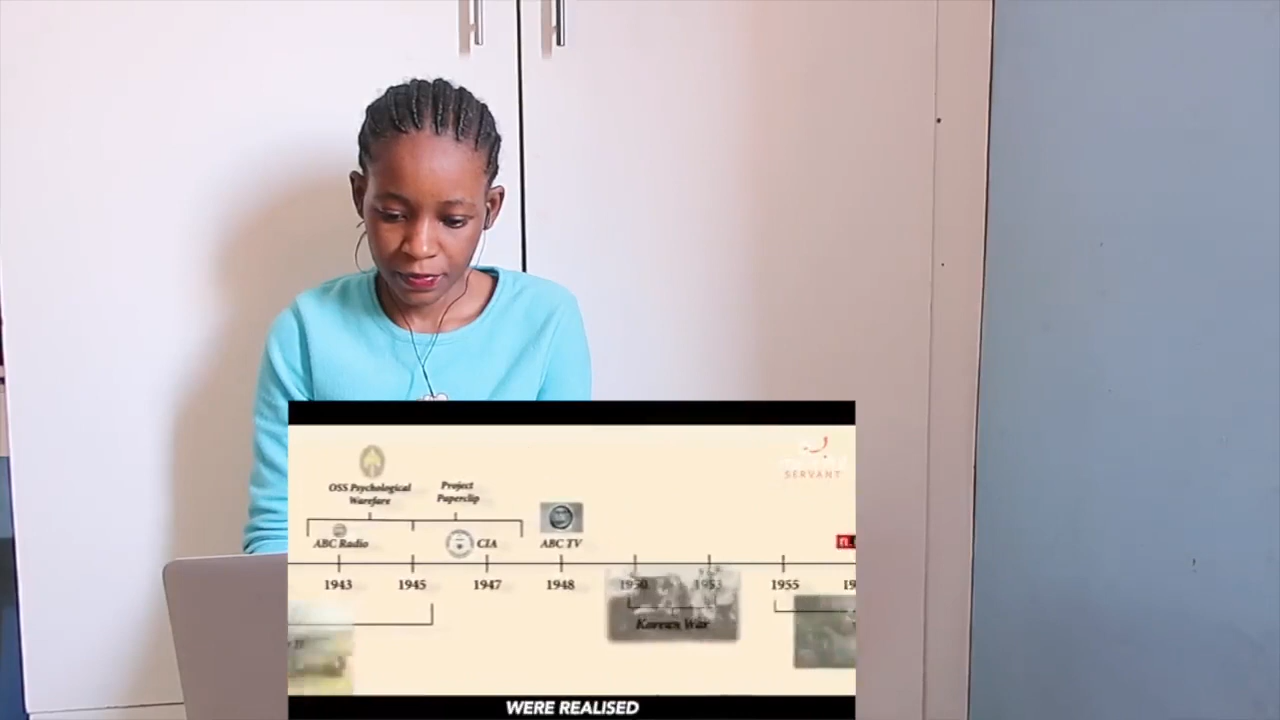 SERVANT
OSS Psychological
Warefare
Project
Paperclip
ABC Radio
CIA
ABC TV
n.
1943
1945
1947
1948
1950
1953
1955
Korean War
WERE REALISED